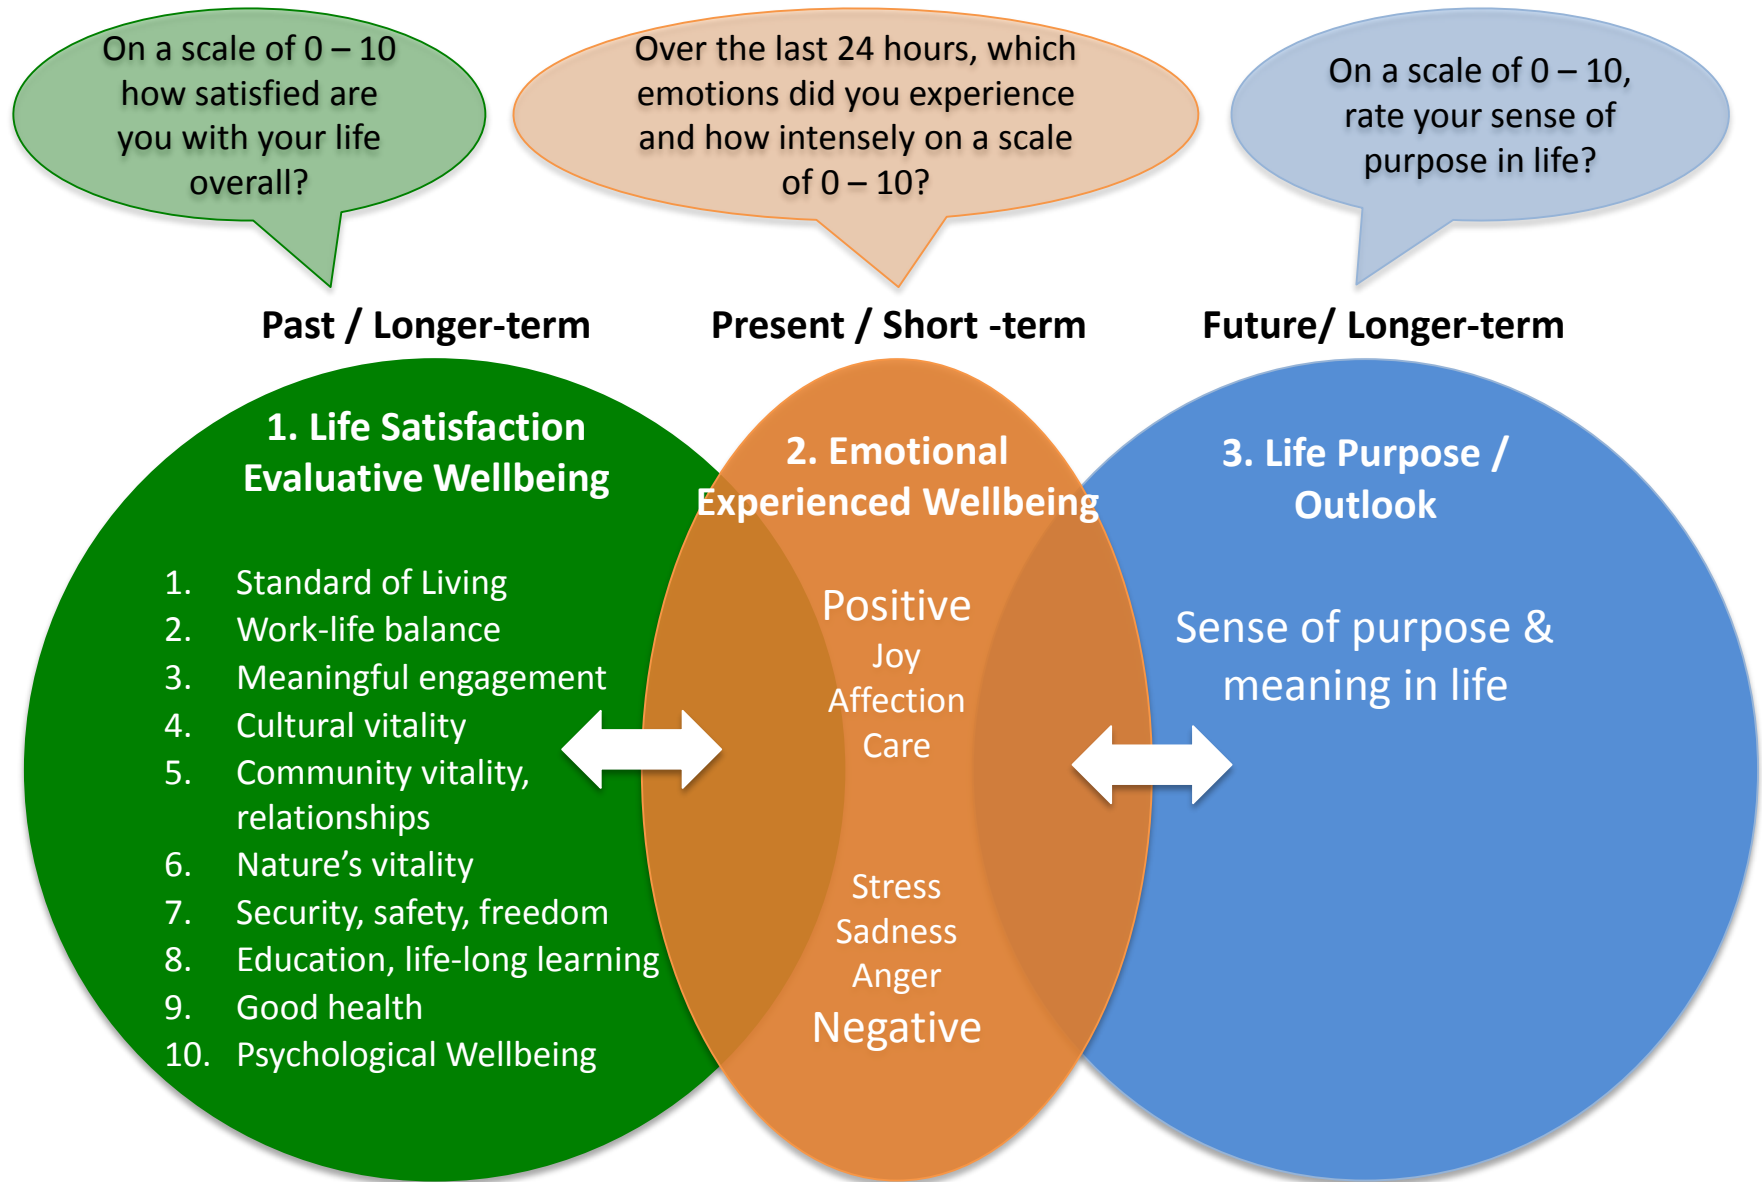 On a scale of 0 – 10
how satisfied are
you with your life
overall?
Over the last 24 hours, which
emotions did you experience
and how intensely on a scale
of 0 – 10?
On a scale of 0 – 10,
rate your sense of
purpose in life?
Past / Longer-term
Present / Short -term
Future/ Longer-term
1. Life Satisfaction
Evaluative Wellbeing
1. Standard of Living
2. Work-life balance
3. Meaningful engagement
4. Cultural vitality
5. Community vitality,
relationships
6. Nature’s vitality
7. Security, safety, freedom
8. Education, life-long learning
9. Good health
10. Psychological Wellbeing
2. Emotional
Experienced Wellbeing
Positive
Joy
Affection
Care
Stress
Sadness
Anger
Negative
3. Life Purpose /
Outlook
Sense of purpose &
meaning in life